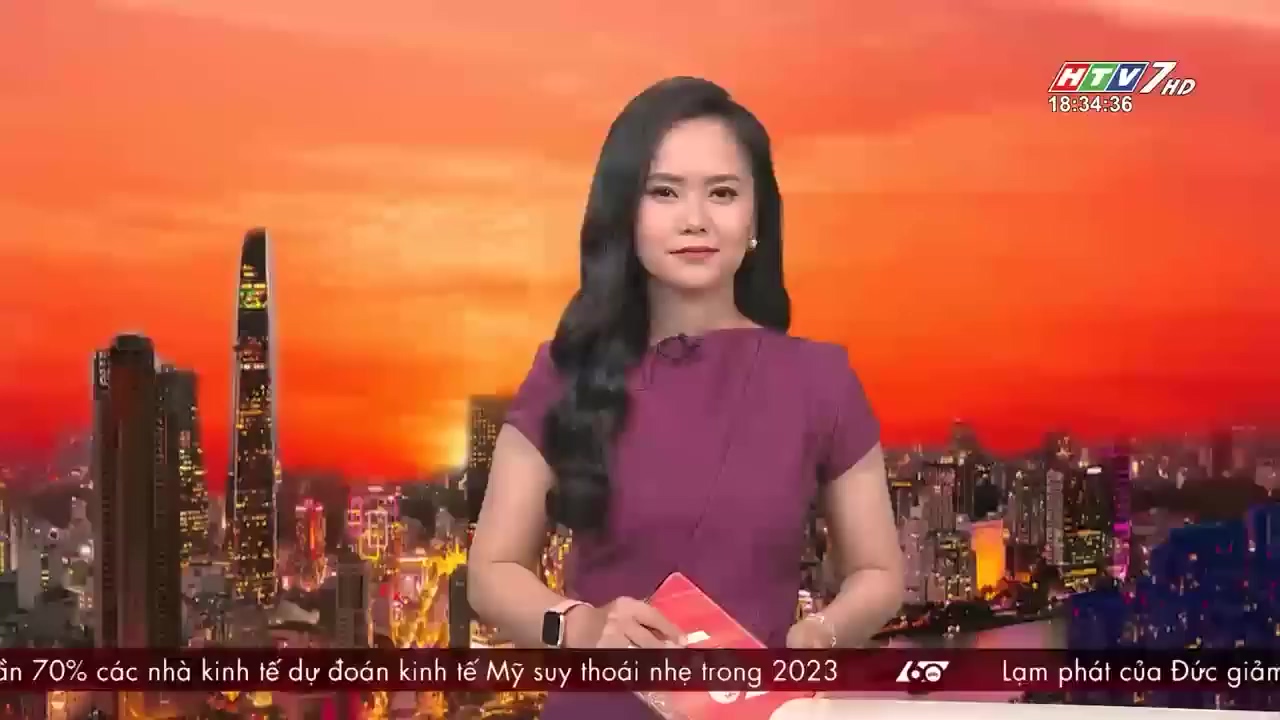 HTV7 HD
18:34:36
70% các nhà kinh tế dự đoán kinh tế Mỹ suy thoái nhẹ trong 2023 60 Lạm phát của Đức giảm